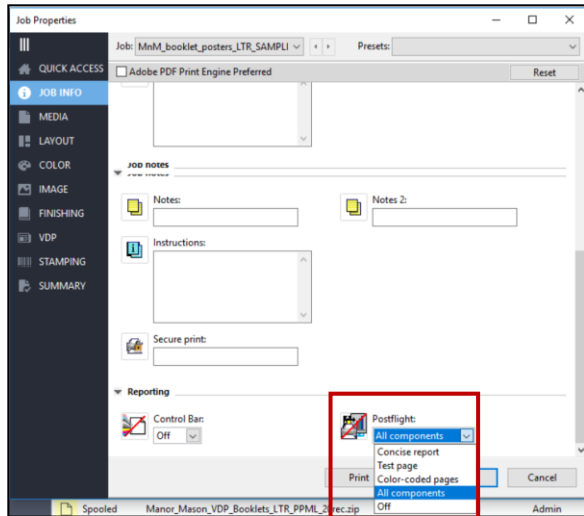 Job Properties
Job: MnM_booklet_posters_LTR_SAMPLI Presets:
QUICK ACCESS
Adobe PDF Print Engine Preferred Reset
JOB INFO
MEDIA
LAYOUT
COLOR
IMAGE
FINISHING
VDP
STAMPING
SUMMARY
Job notes
Notes: Notes 2:
Instructions:
Secure print:
Reporting
Control Bar: Postflight:
Off All components
Concise report
Test page
Color-coded pages
All components
Off
Print Cancel
Spooled Manor_Mason_VDP_Booklets_LTR_PPML_20rec.zip Admin